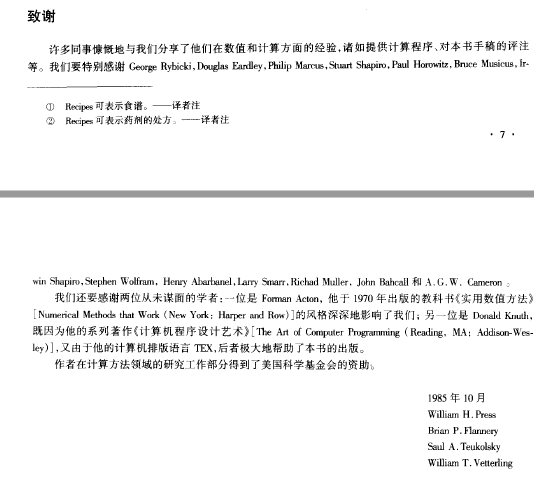 致谢
许多同事慷慨地与我们分享了他们在数值和计算方面的经验,诸如提供计算程序、对本书手稿的评注
等。我们要特别感谢 George Rybicki,Douglas Eardley,Philip Marcus,Stuart Shapiro,Paul Horowitz,Bruce Musicus,Ir-
① Recipes 可表示食谱。——译者注
② Recipes 可表示药剂的处方。——译者注
· 7 ·
win Shapiro,Stephen Wolfram, Henry Abarbanel,Larry Smarr,Richad Muller, John Bahcall 和 A.G.W. Cameron 。
我们还要感谢两位从未谋面的学者:一位是 Forman Acton, 他于 1970 年出版的教科书《实用数值方法》
[Numerical Methods that Work (New York: Harper and Row)]的风格深深地影响了我们; 另一位是 Donald Knuth,
既因为他的系列著作《计算机程序设计艺术》[The Art of Computer Programming (Reading, MA: Addison-Wes-
ley)],又由于他的计算机排版语言 TEX,后者极大地帮助了本书的出版。
作者在计算方法领域的研究工作部分得到了美国科学基金会的资助。
1985 年 10 月
William H. Press
Brian P. Flannery
Saul A. Teukolsky
William T. Vetterling